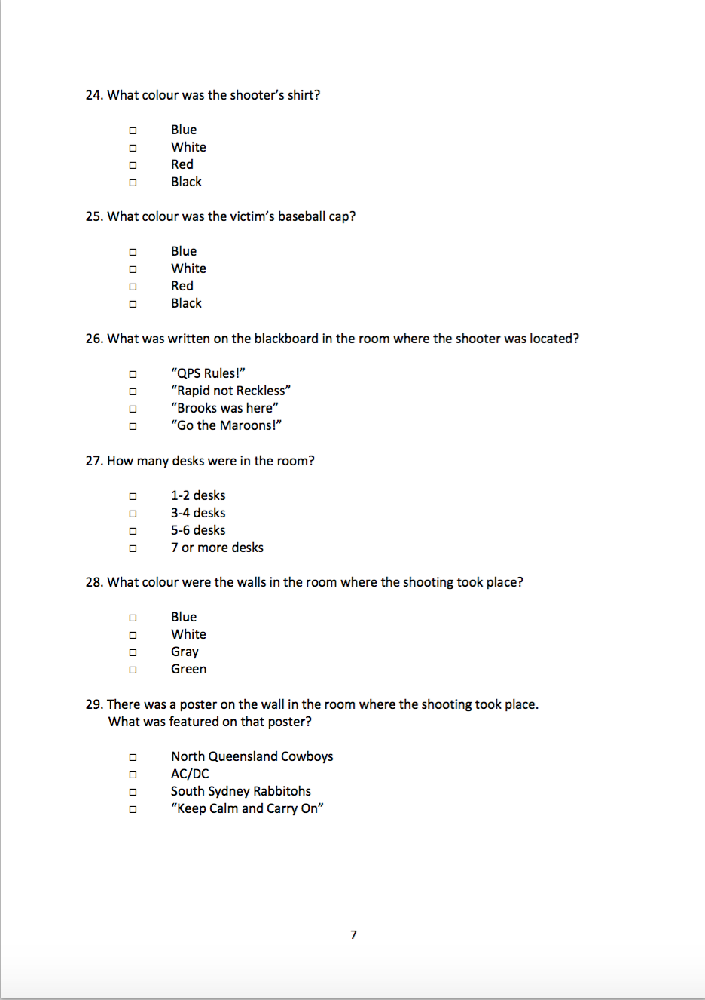 24. What colour was the shooter’s shirt?
Blue
White
Red
Black
25. What colour was the victim’s baseball cap?
Blue
White
Red
Black
26. What was written on the blackboard in the room where the shooter was located?
“QPS Rules!”
“Rapid not Reckless”
“Brooks was here”
“Go the Maroons!”
27. How many desks were in the room?
1-2 desks
3-4 desks
5-6 desks
7 or more desks
28. What colour were the walls in the room where the shooting took place?
Blue
White
Gray
Green
29. There was a poster on the wall in the room where the shooting took place.
What was featured on that poster?
North Queensland Cowboys
AC/DC
South Sydney Rabbitohs
“Keep Calm and Carry On”
7